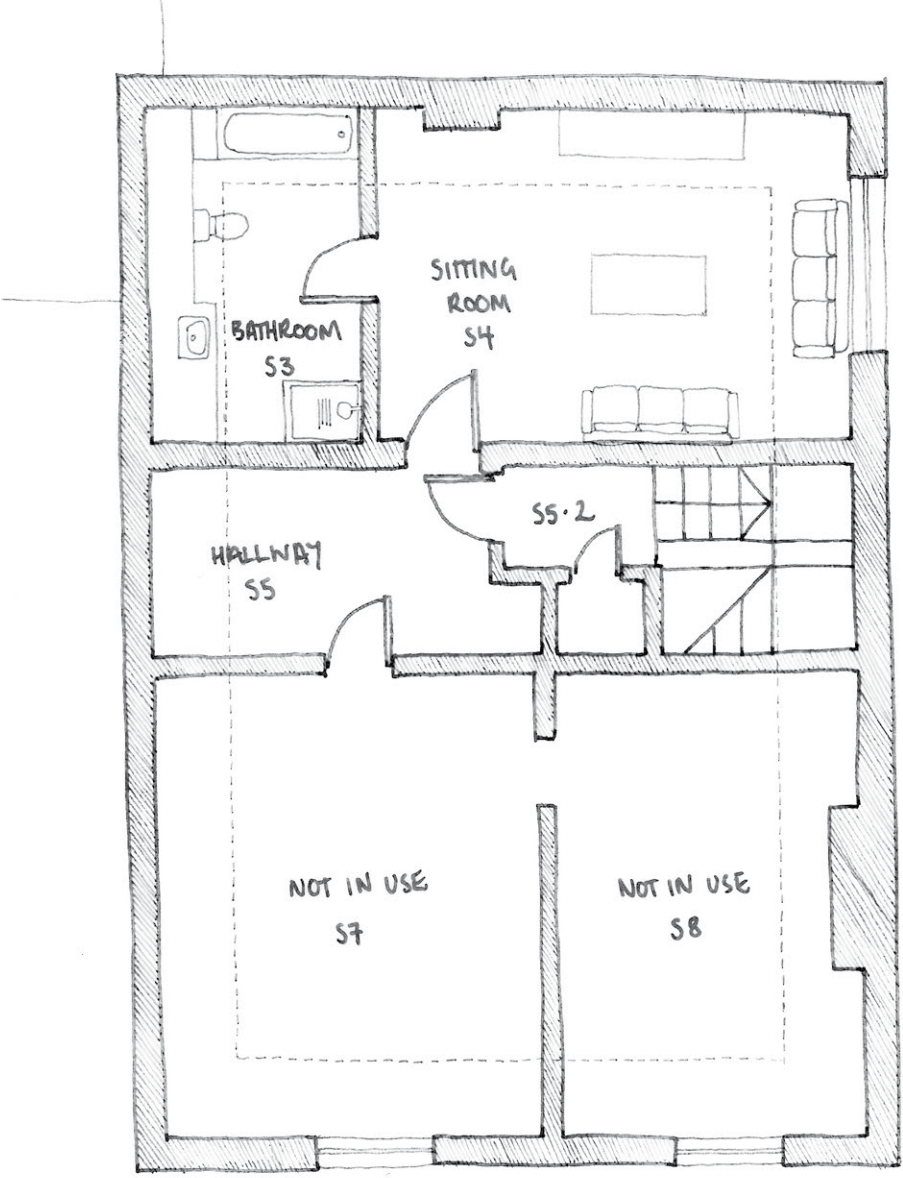 SITTING
ROOM
S4
BATHROOM
S3
S5·2
HALLWAY
S5
NOT IN USE
S7
NOT IN USE
S8